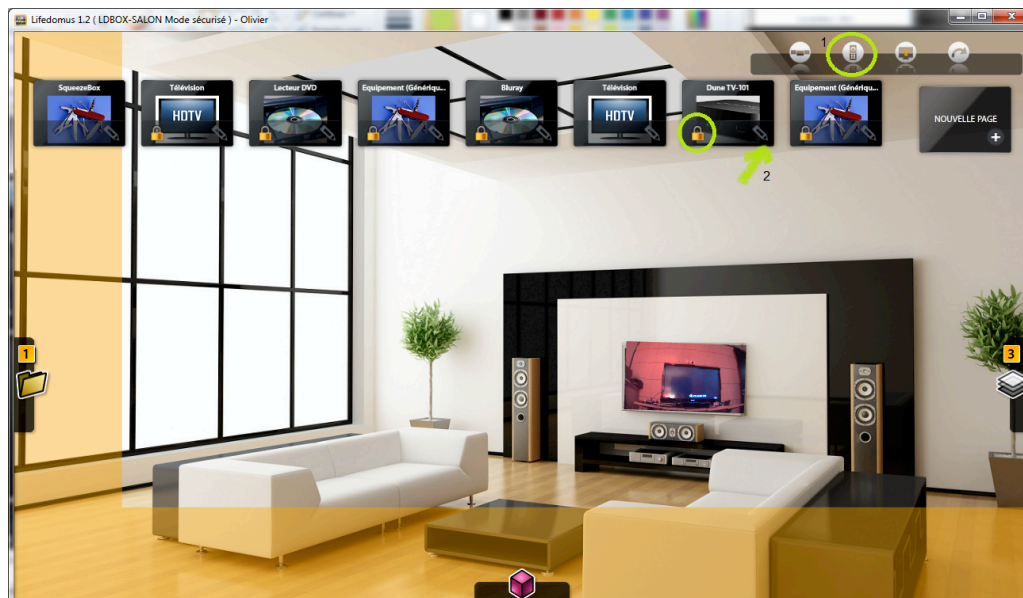 Lifedomus 1.2 ( LDBOX-SALON Mode sécurisé ) - Olivier
1
SqueezeBox
Télévision
Lecteur DVD
Equipement (Génériqu...
Bluray
Télévision
Dune TV-101
Equipement (Génériqu...
HDTV
HDTV
NOUVELLE PAGE
2
1
3